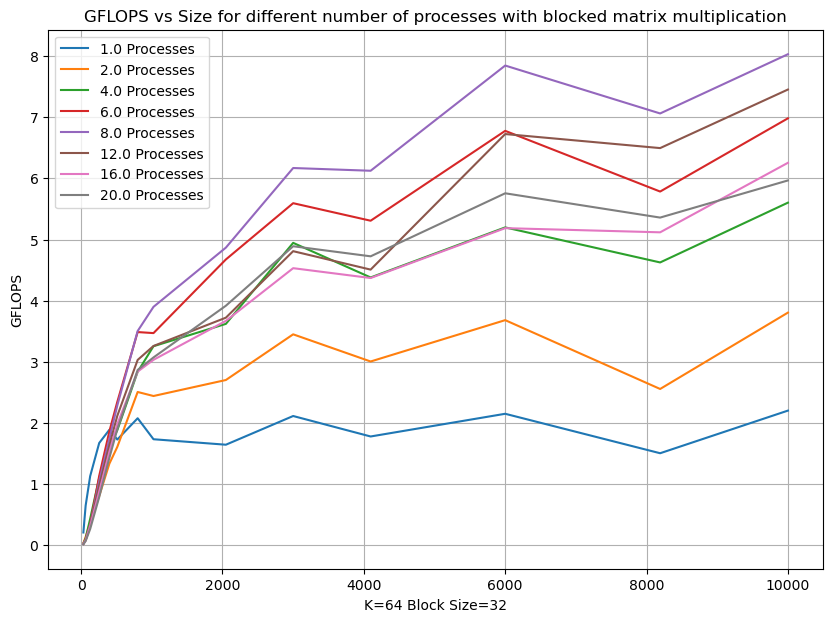 GFLOPS vs Size for different number of processes with blocked matrix multiplication
1.0 Processes
2.0 Processes
4.0 Processes
6.0 Processes
8.0 Processes
12.0 Processes
16.0 Processes
20.0 Processes
8
7
6
5
4
3
2
1
0
GFLOPS
0 2000 4000 6000 8000 10000
K=64 Block Size=32